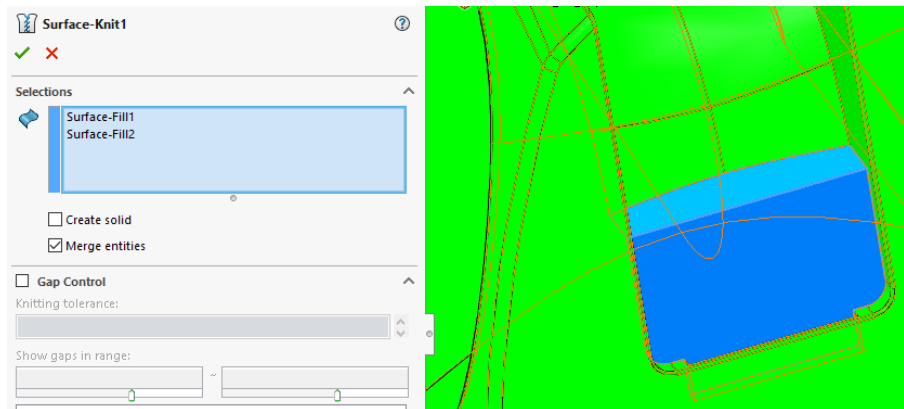 Surface-Knit1
Selections
Surface-Fill1
Surface-Fill2
Create solid
Merge entities
Gap Control
Knitting tolerance:
Show gaps in range:
~